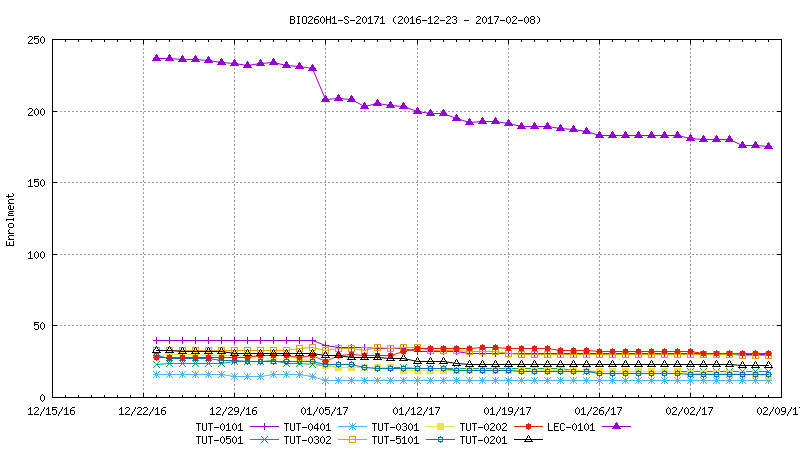 BIO260H1-S-20171 (2016-12-23 - 2017-02-08)
250
200
150
100
50
0
Enrolment
12/15/16 12/22/16 12/29/16 01/05/17 01/12/17 01/19/17 01/26/17 02/02/17 02/09/17
TUT-0101 TUT-0401 TUT-0301 TUT-0202 LEC-0101
TUT-0501 TUT-0302 TUT-5101 TUT-0201